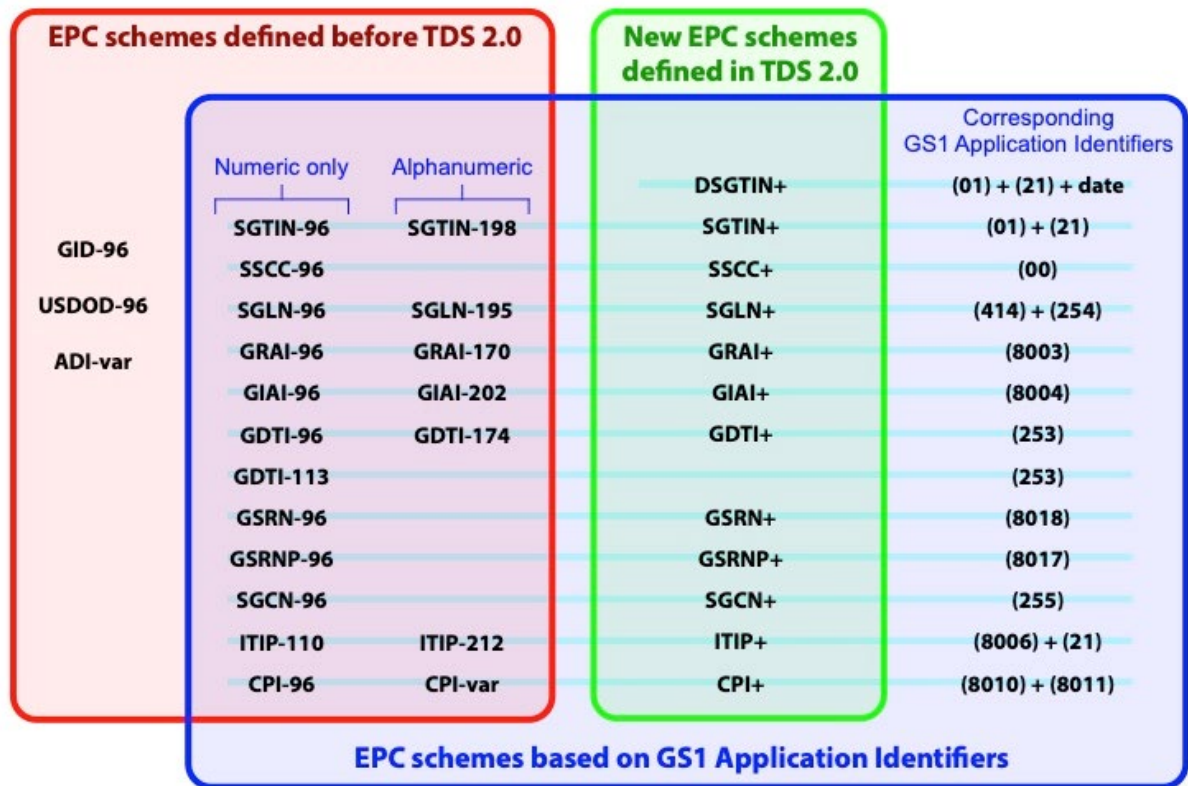 EPC schemes defined before TDS 2.0
New EPC schemes
defined in TDS 2.0
Corresponding
GS1 Application Identifiers
Numeric only
Alphanumeric
DSGTIN+ (01) + (21) + date
SGTIN-96 SGTIN-198 SGTIN+ (01) + (21)
GID-96
SSCC-96 SSCC+ (00)
USDOD-96
SGLN-96 SGLN-195 SGLN+ (414) + (254)
GRAI-96 GRAI-170 GRAI+ (8003)
ADI-var
GIAI-96 GIAI-202 GIAI+ (8004)
GDTI-96 GDTI-174 GDTI+ (253)
GDTI-113 (253)
GSRN-96 GSRN+ (8018)
GSRNP-96 GSRNP+ (8017)
SGCN-96 SGCN+ (255)
ITIP-110 ITIP-212 ITIP+ (8006) + (21)
CPI-96 CPI-var CPI+ (8010) + (8011)
EPC schemes based on GS1 Application Identifiers